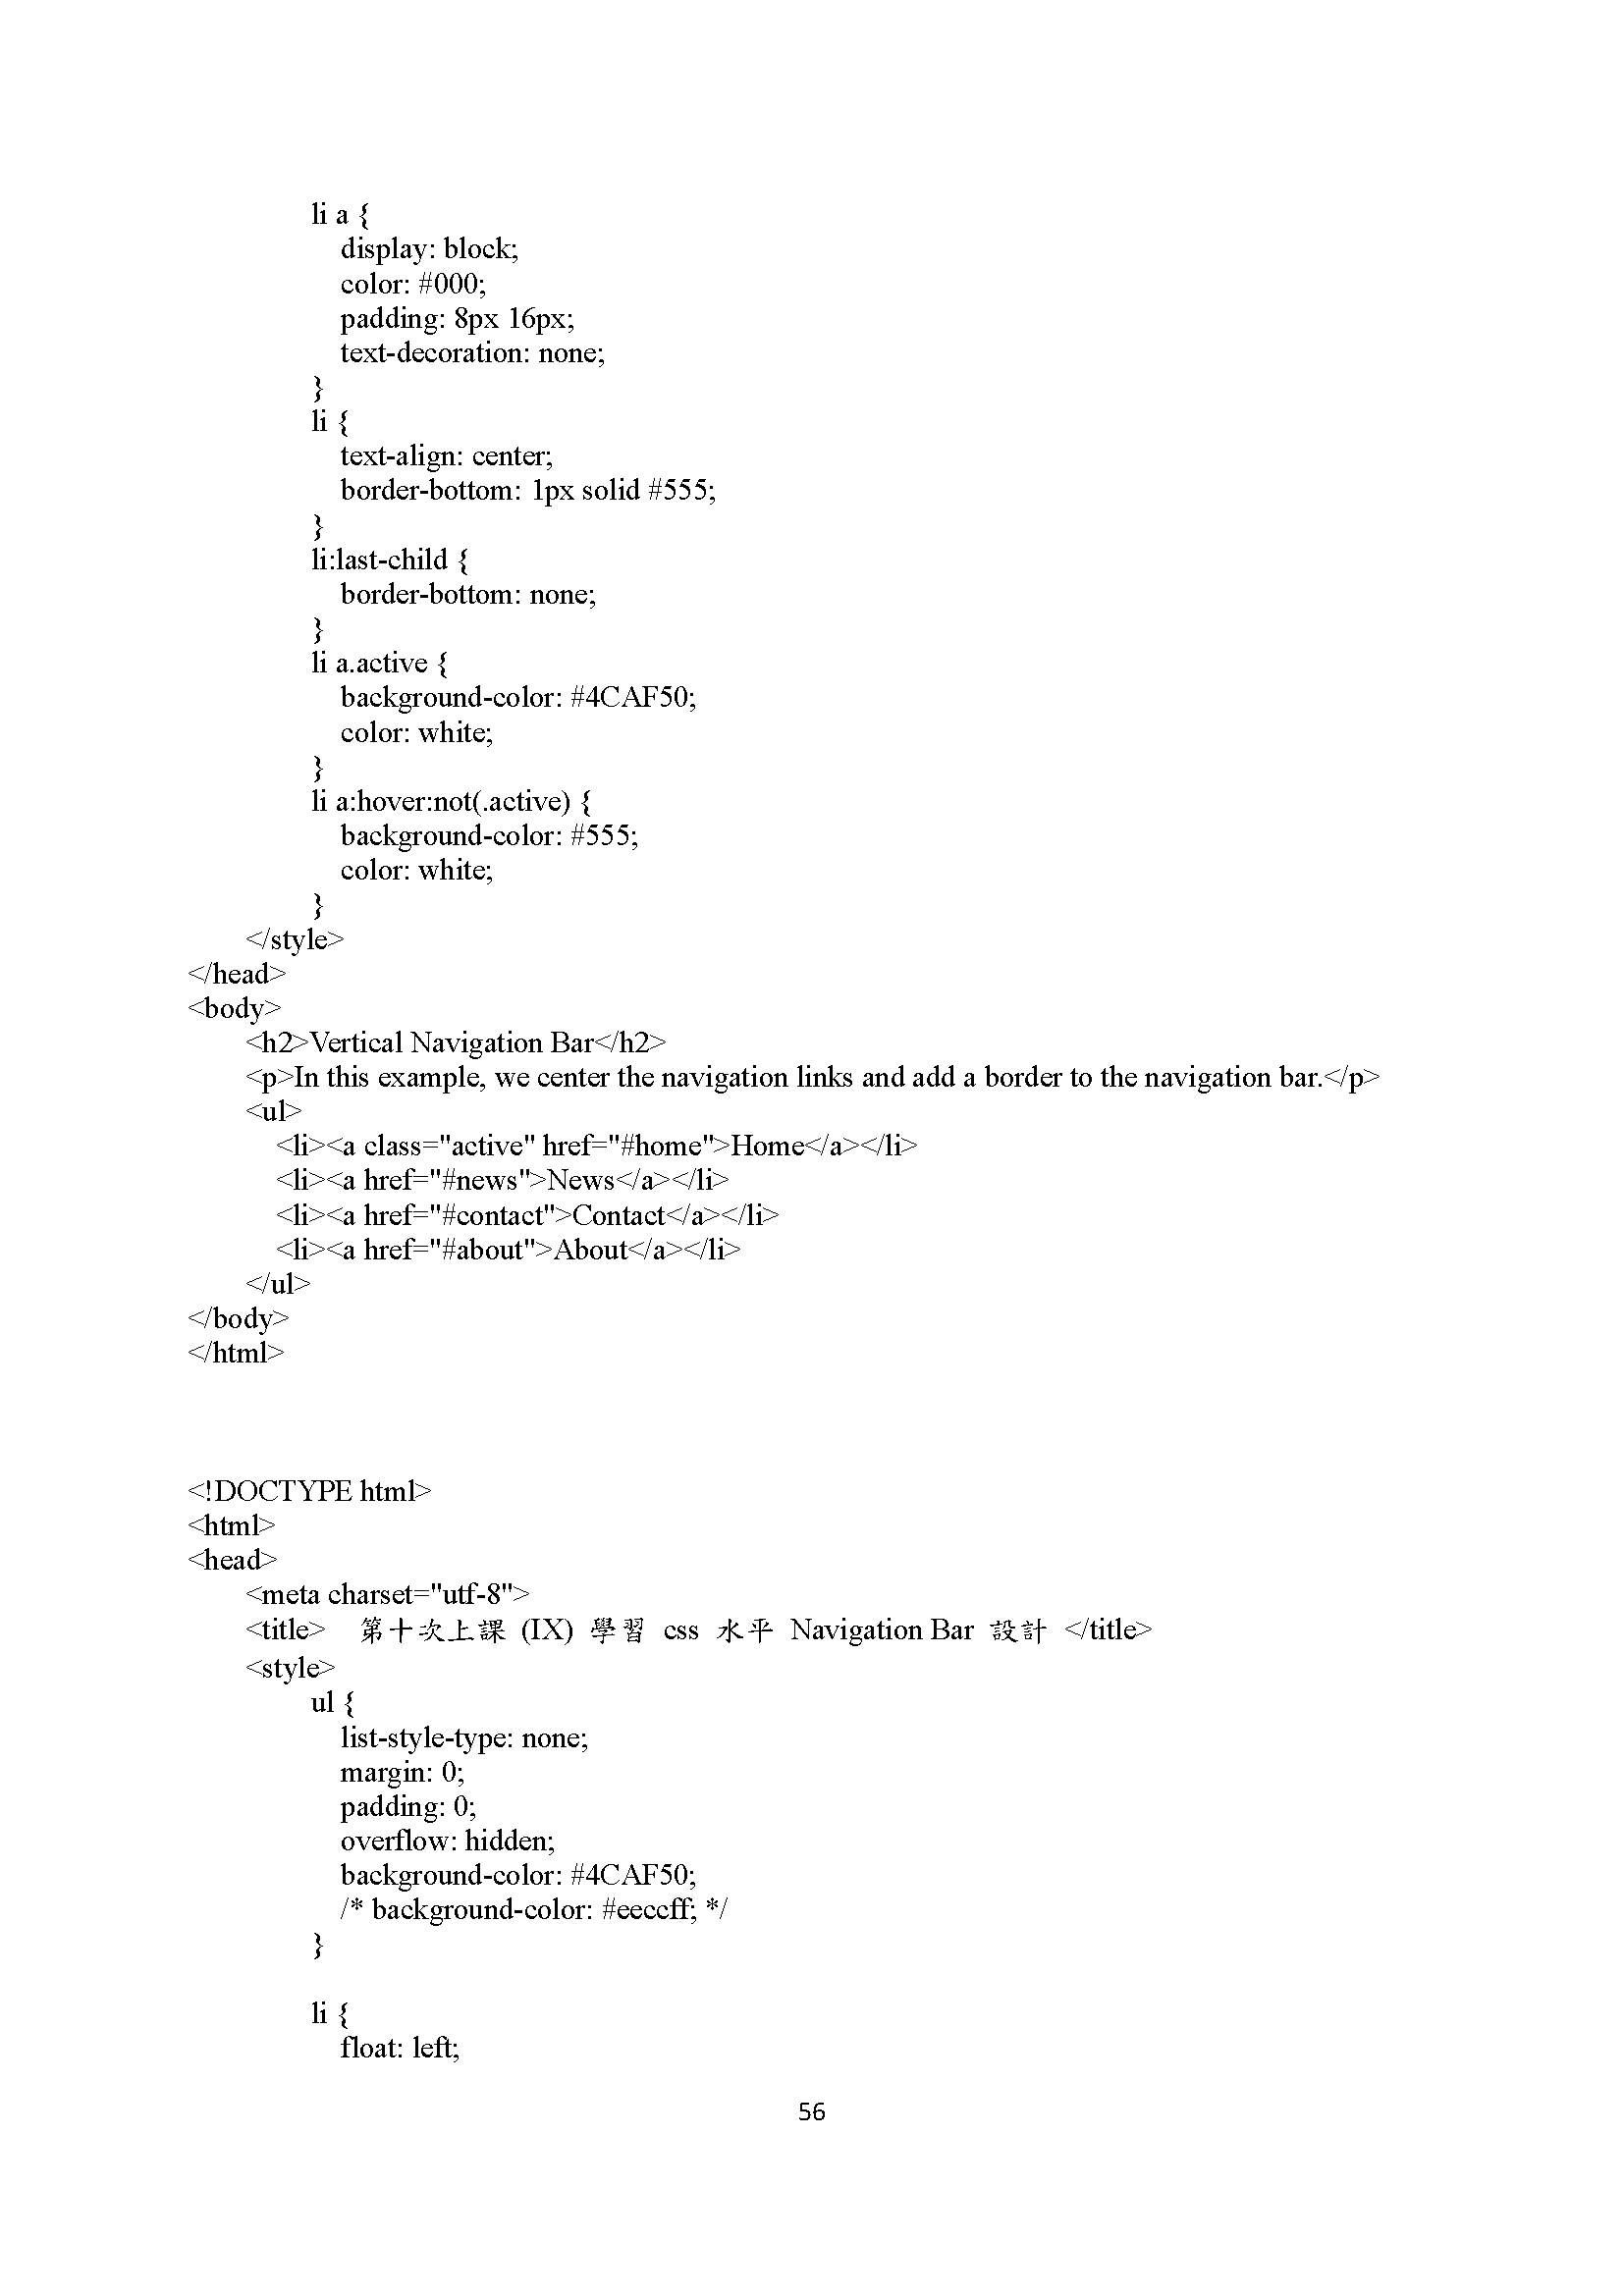 li a {
display: block;
color: #000;
padding: 8px 16px;
text-decoration: none;
}
li {
text-align: center;
border-bottom: 1px solid #555;
}
li:last-child {
border-bottom: none;
}
li a.active {
background-color: #4CAF50;
color: white;
}
li a:hover:not(.active) {
background-color: #555;
color: white;
}
</style>
</head>
<body>
<h2>Vertical Navigation Bar</h2>
<p>In this example, we center the navigation links and add a border to the navigation bar.</p>
<ul>
<li><a class="active" href="#home">Home</a></li>
<li><a href="#news">News</a></li>
<li><a href="#contact">Contact</a></li>
<li><a href="#about">About</a></li>
</ul>
</body>
</html>
<!DOCTYPE html>
<html>
<head>
<meta charset="utf-8">
<title> 第十次上課 (IX) 學習 css 水平 Navigation Bar 設計 </title>
<style>
ul {
list-style-type: none;
margin: 0;
padding: 0;
overflow: hidden;
background-color: #4CAF50;
/* background-color: #eeccff; */
}
li {
float: left;
56